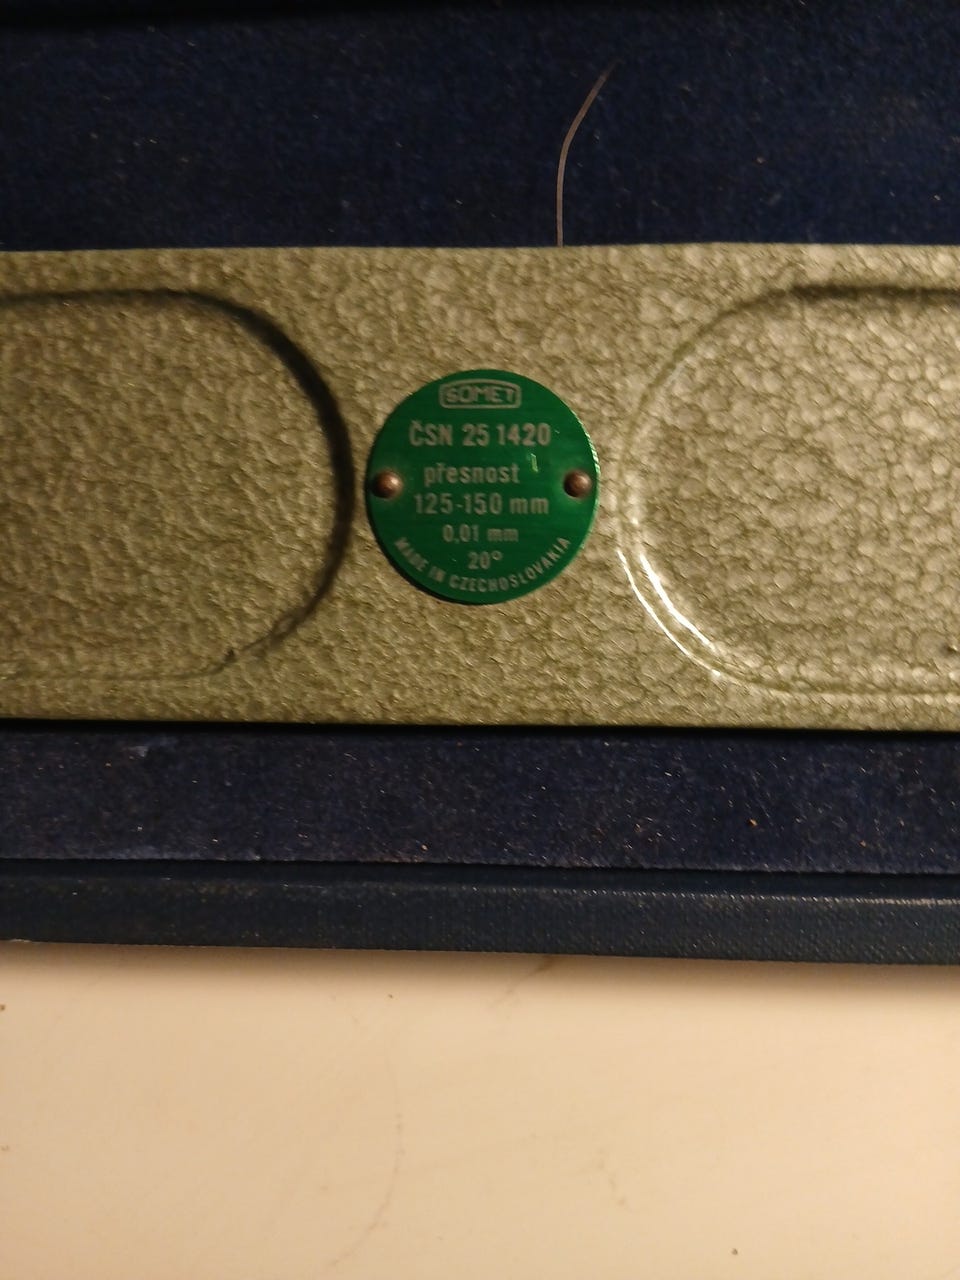 SOMET
ČSN 25 1420
přesnost 1
125-150 mm
0,01 mm
20°
MADE IN CZECHOSLOVAKIA